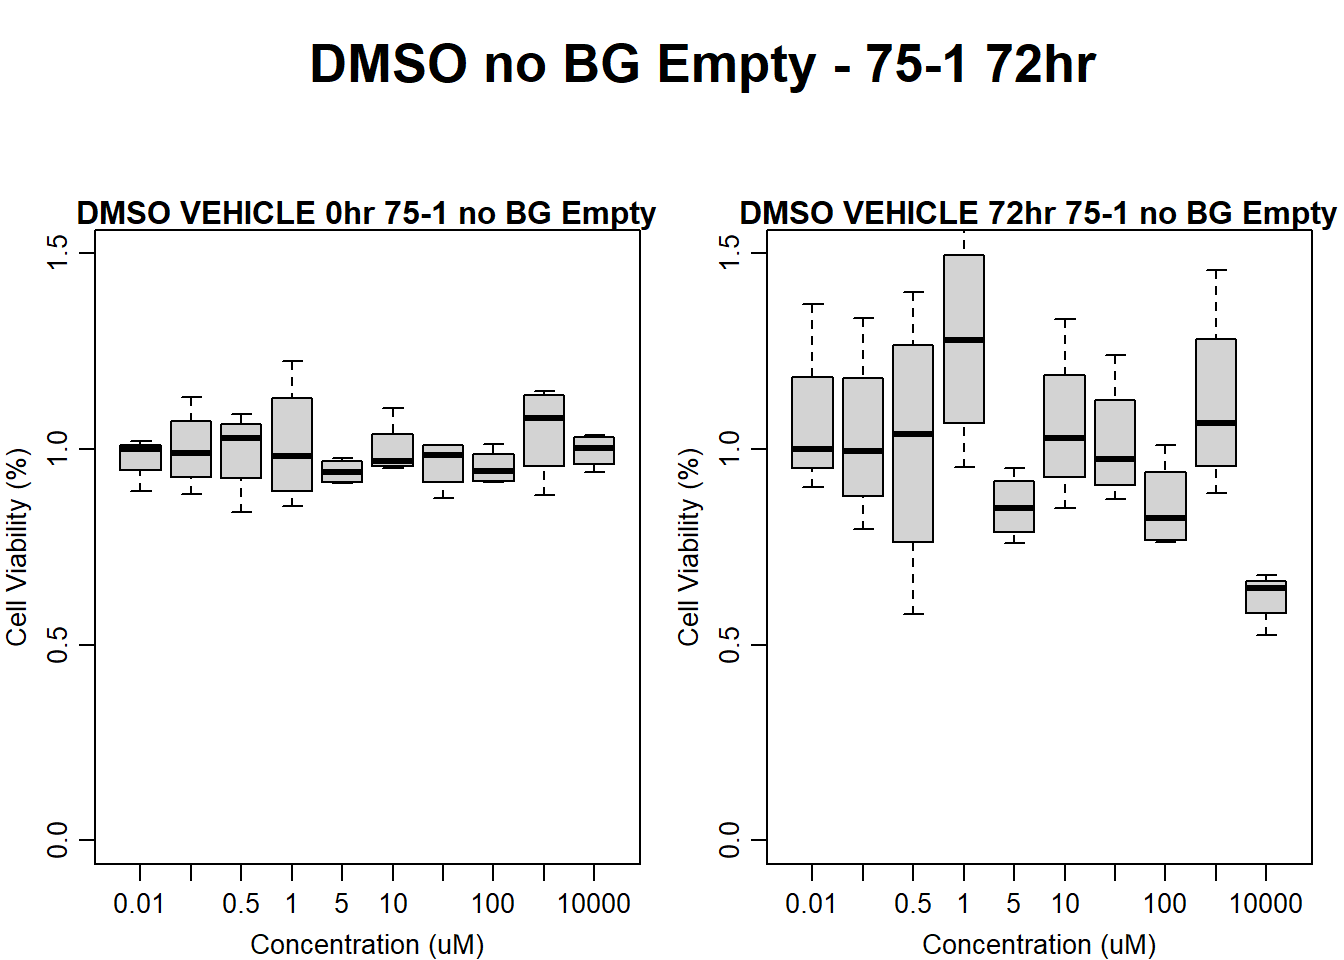 DMSO no BG Empty - 75-1 72hr
DMSO VEHICLE 0hr 75-1 no BG Empty
Cell Viability (%)
1.5
1.0
0.5
0.0
0.01 0.5 1 5 10 100 10000
Concentration (uM)
DMSO VEHICLE 72hr 75-1 no BG Empty
Cell Viability (%)
1.5
1.0
0.5
0.0
0.01 0.5 1 5 10 100 10000
Concentration (uM)